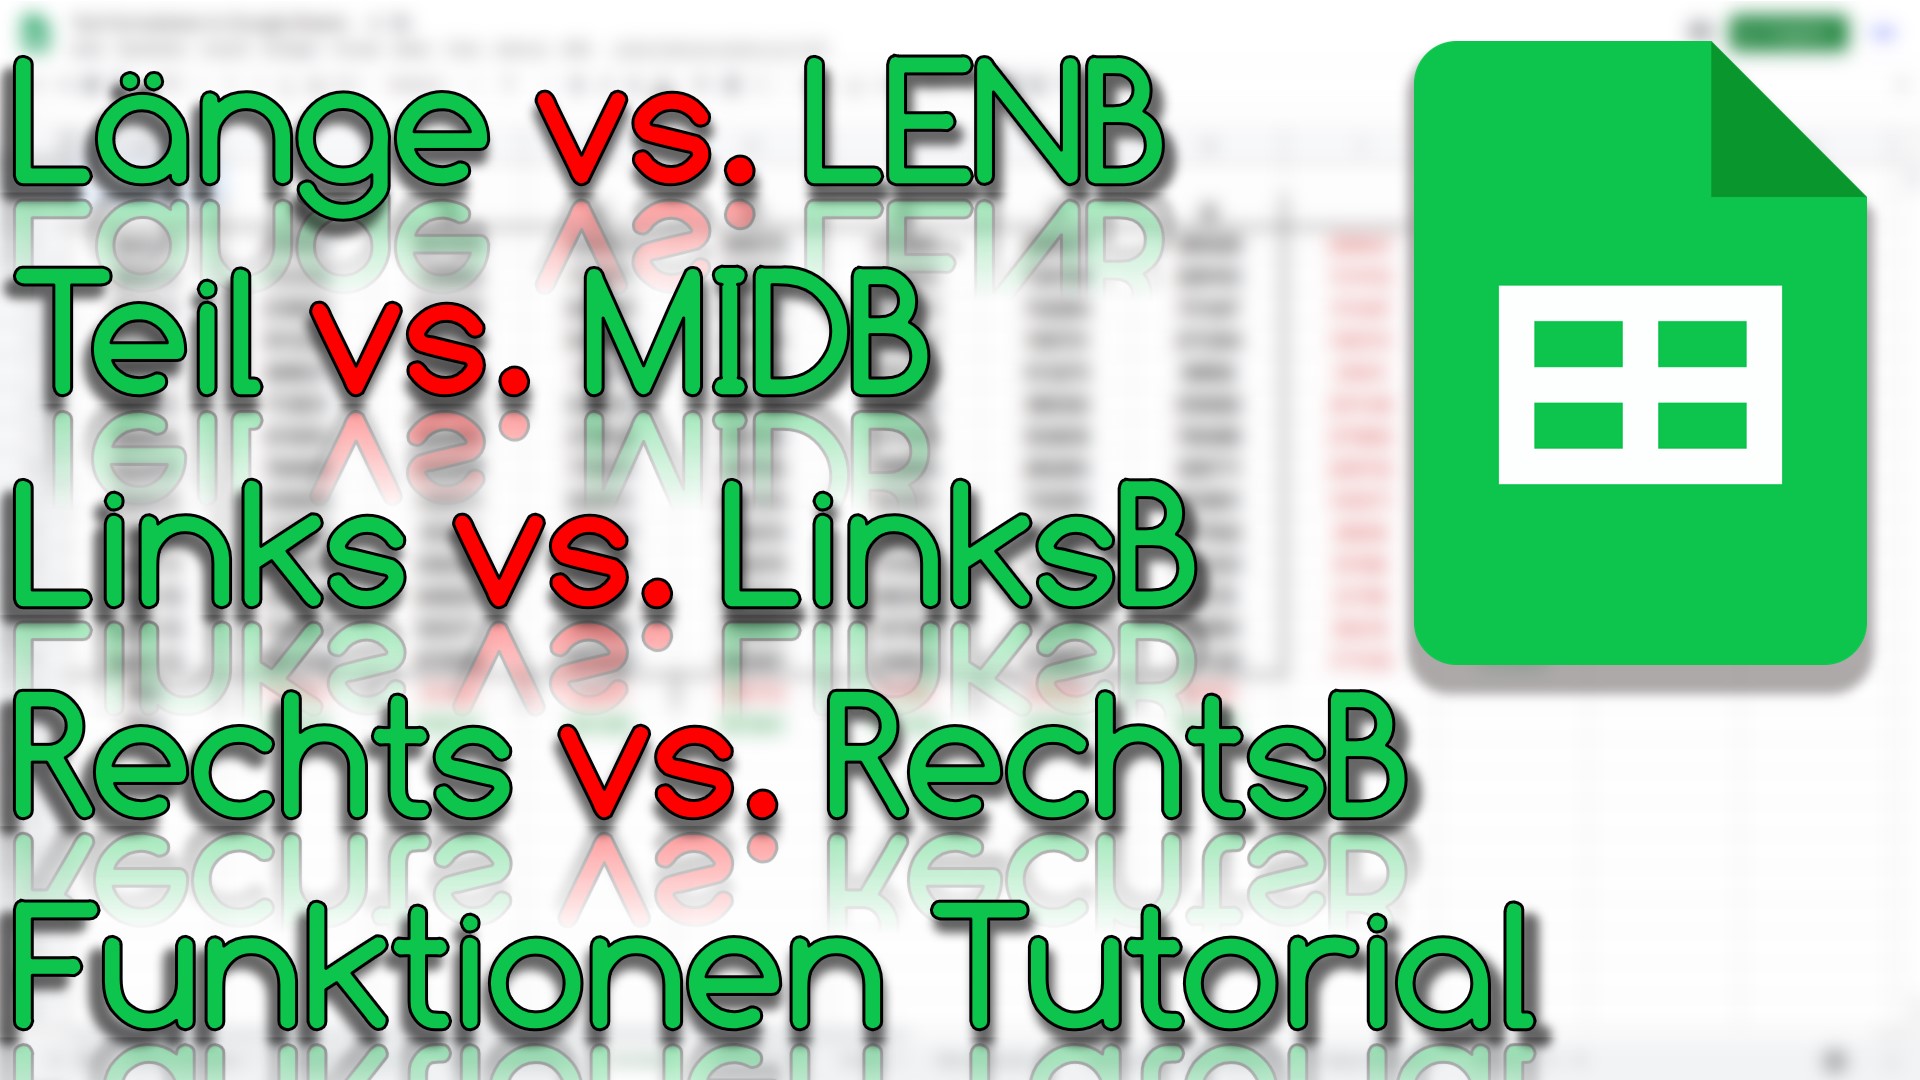 Länge vs. LENB
Teil vs. MIDB
Links vs. LinksB
Rechts vs. RechtsB
Funktionen Tutorial